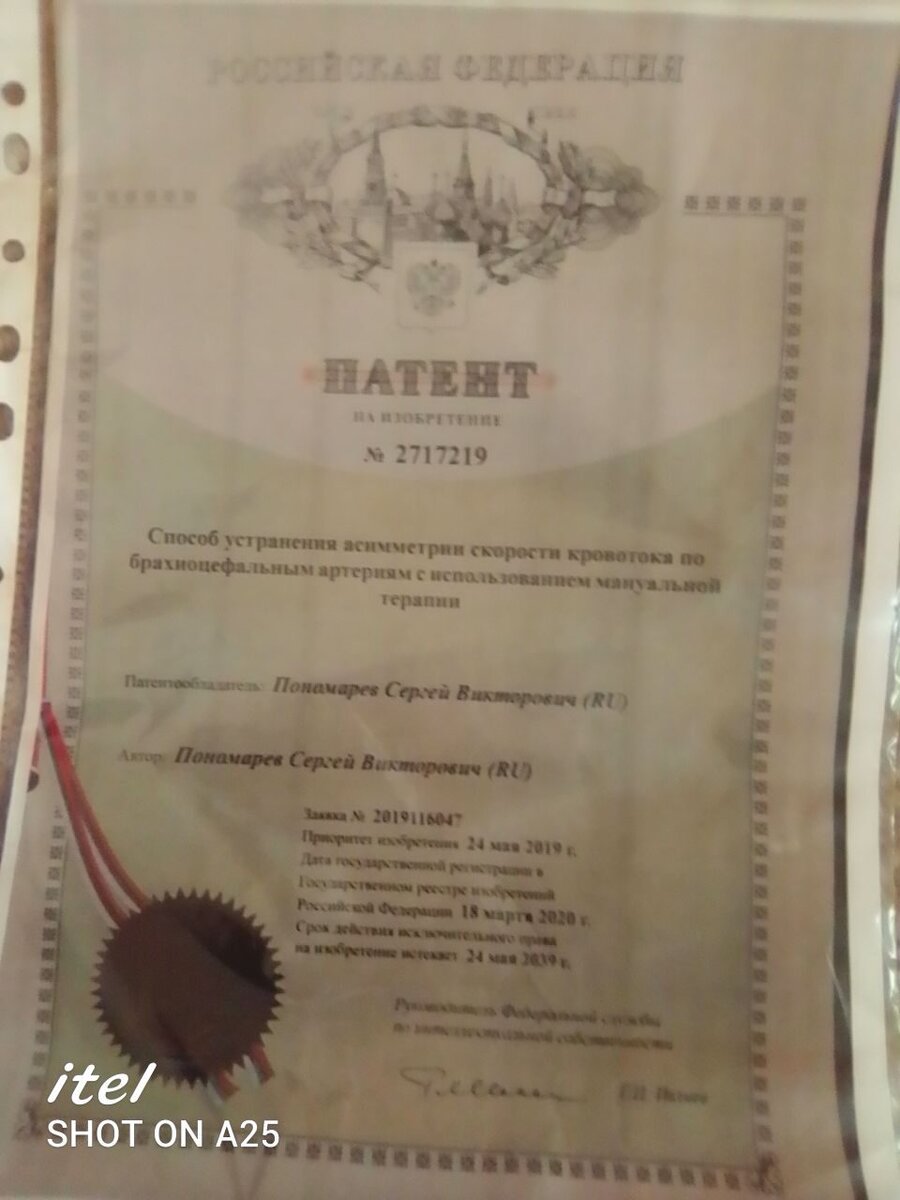 РОССИЙСКАЯ ФЕДЕРАЦИЯ
ПАТЕНТ
НА ИЗОБРЕТЕНИЕ
№ 2717219
Способ устранения асимметрии скорости кровотока по
брахиоцефальным артериям с использованием мануальной
терапии
Патентообладатель: Пономарев Сергей Викторович (RU)
Автор: Пономарев Сергей Викторович (RU)
Заявка № 2019116047
Приоритет изобретения 24 мая 2019 г.
Дата государственной регистрации в
Государственном реестре изобретений
Российской Федерации 18 марта 2020 г.
Срок действия исключительного права
на изобретение истекает 24 мая 2039 г.
Руководитель Федеральной службы
по интеллектуальной собственности
itel
SHOT ON A25